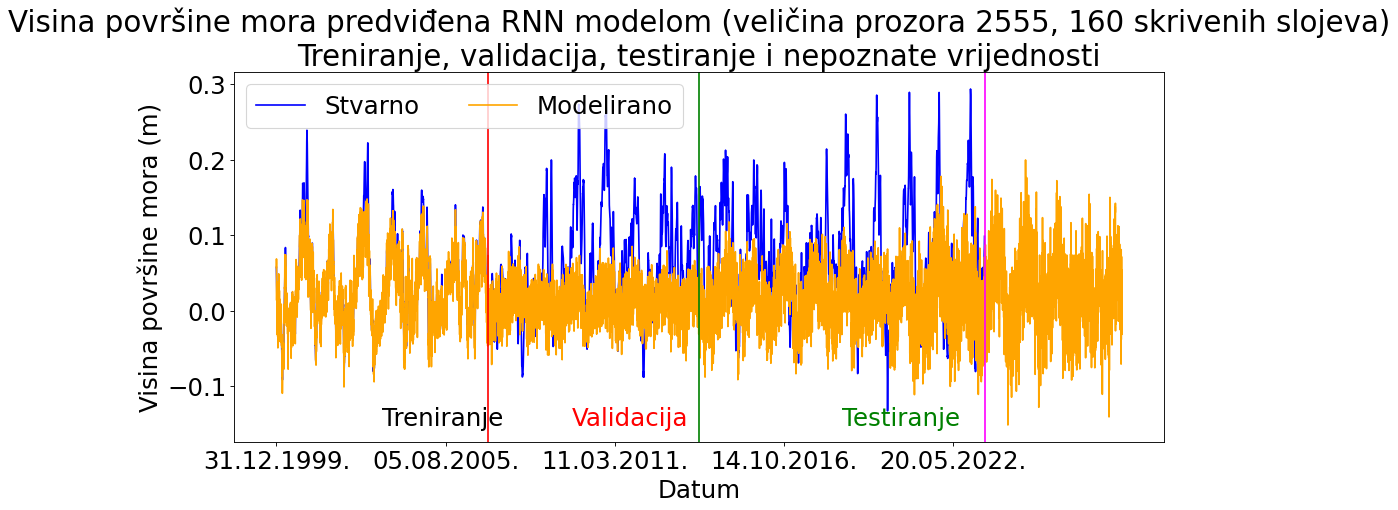 Visina površine mora predviđena RNN modelom (veličina prozora 2555, 160 skrivenih slojeva)
Treniranje, validacija, testiranje i nepoznate vrijednosti
Stvarno
Modelirano
Visina površine mora (m)
0.3
0.2
0.1
0.0
−0.1
Treniranje
Validacija
Testiranje
31.12.1999.
05.08.2005.
11.03.2011.
14.10.2016.
20.05.2022.
Datum